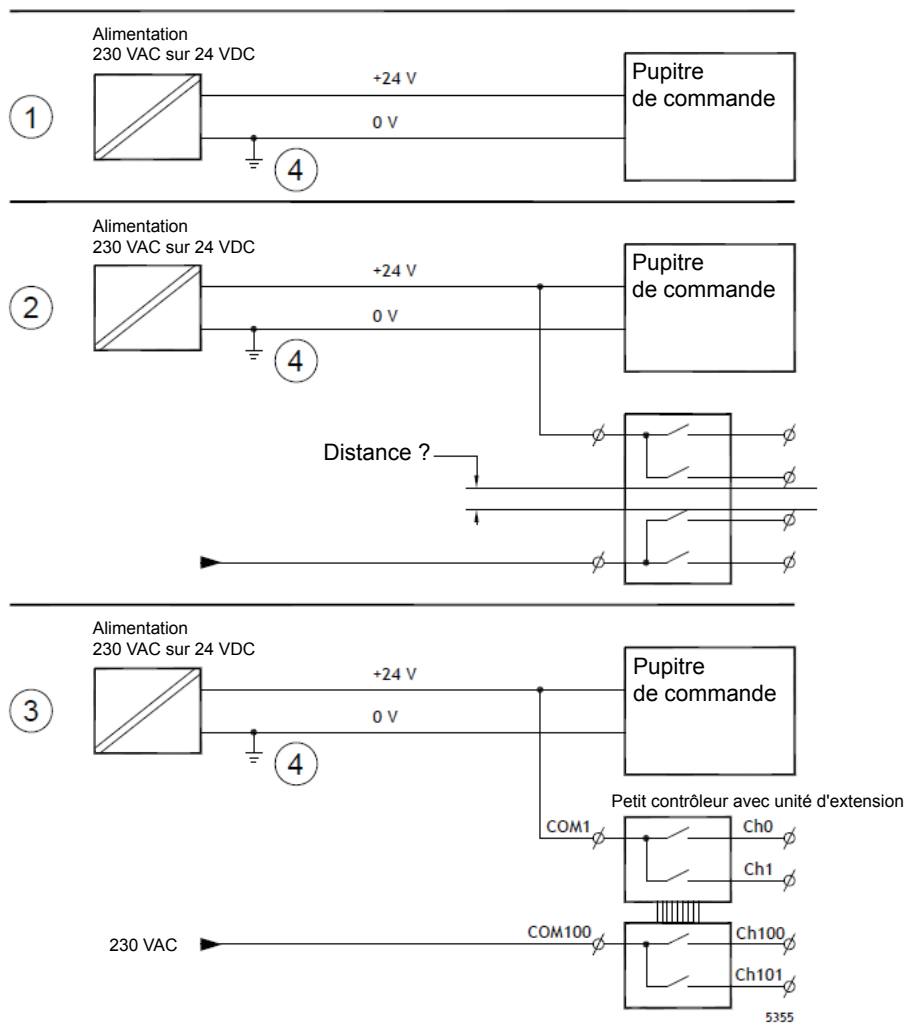 Alimentation
230 VAC sur 24 VDC
+24 V
Pupitre
de commande
1
0 V
4
Alimentation
230 VAC sur 24 VDC
+24 V
Pupitre
de commande
2
0 V
4
Distance ?
Alimentation
230 VAC sur 24 VDC
+24 V
Pupitre
de commande
3
0 V
4
Petit contrôleur avec unité d'extension
COM1
Ch0
Ch1
230 VAC
COM100
Ch100
Ch101
5355